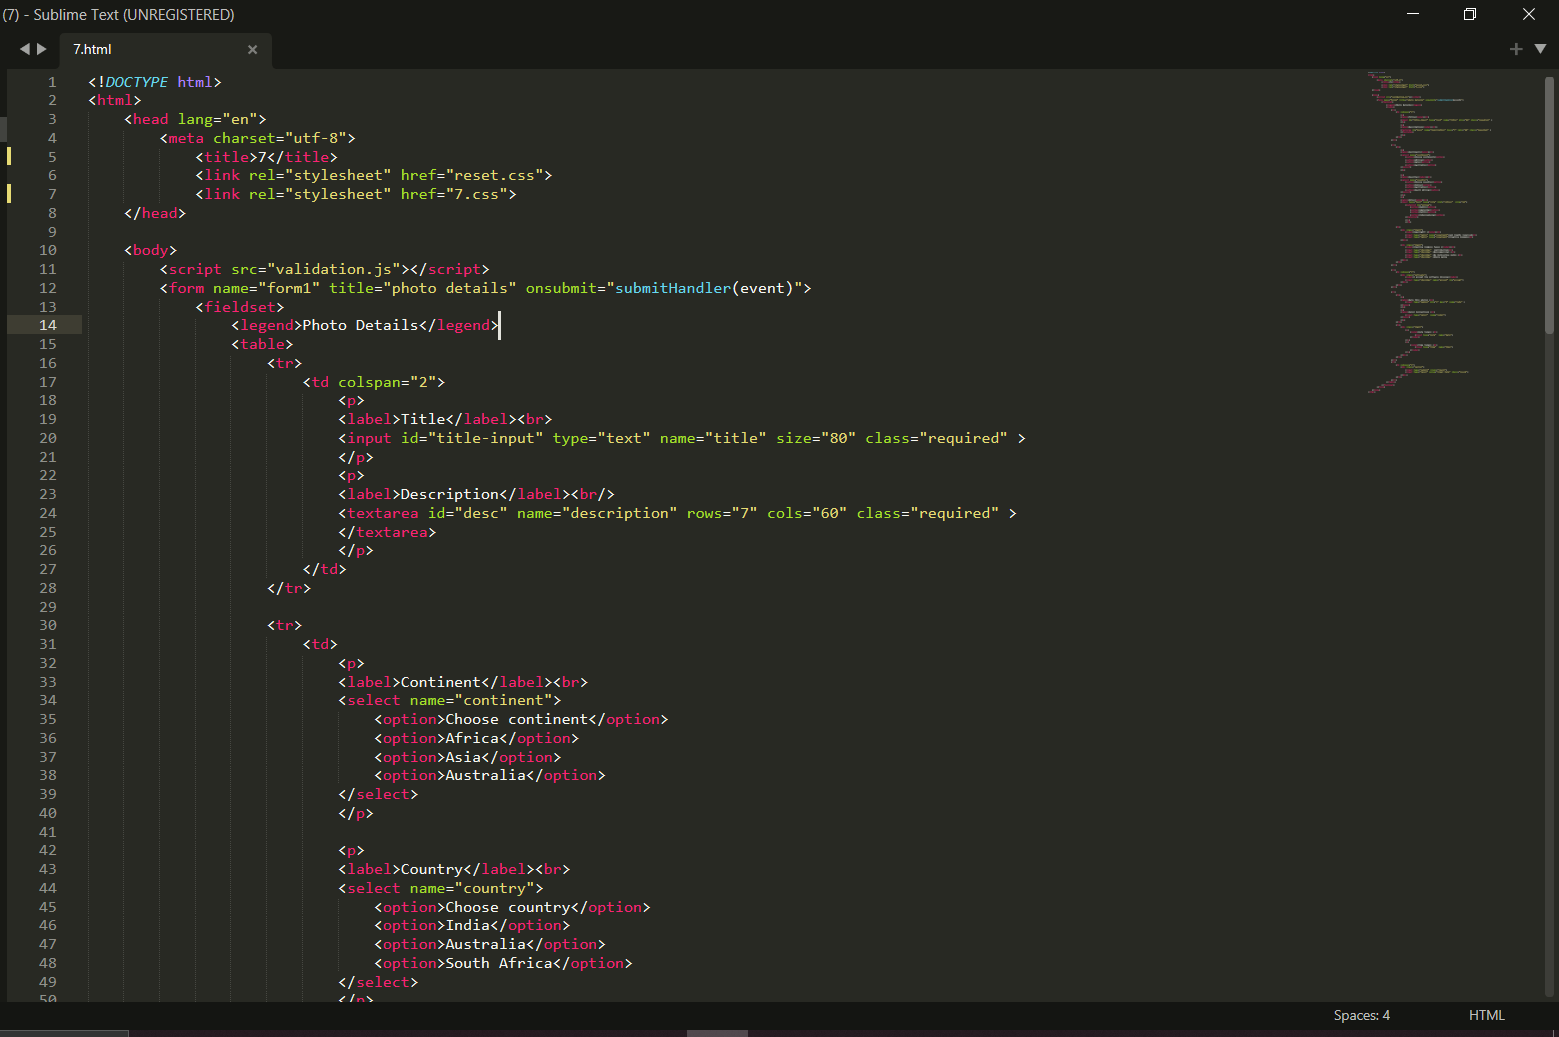 (7) - Sublime Text (UNREGISTERED)
7.html
1 <!DOCTYPE html>
2 <html>
3     <head lang="en">
4         <meta charset="utf-8">
5             <title>7</title>
6             <link rel="stylesheet" href="reset.css">
7             <link rel="stylesheet" href="7.css">
8     </head>
9
10     <body>
11         <script src="validation.js"></script>
12         <form name="form1" title="photo details" onsubmit="submitHandler(event)">
13             <fieldset>
14                 <legend>Photo Details</legend>
15                 <table>
16                     <tr>
17                         <td colspan="2">
18                             <p>
19                             <label>Title</label><br>
20                             <input id="title-input" type="text" name="title" size="80" class="required" >
21                             </p>
22                             <p>
23                             <label>Description</label><br/>
24                             <textarea id="desc" name="description" rows="7" cols="60" class="required" >
25                             </textarea>
26                             </p>
27                         </td>
28                     </tr>
29
30                     <tr>
31                         <td>
32                             <p>
33                             <label>Continent</label><br>
34                             <select name="continent">
35                                 <option>Choose continent</option>
36                                 <option>Africa</option>
37                                 <option>Asia</option>
38                                 <option>Australia</option>
39                             </select>
40                             </p>
41
42                             <p>
43                             <label>Country</label><br>
44                             <select name="country">
45                                 <option>Choose country</option>
46                                 <option>India</option>
47                                 <option>Australia</option>
48                                 <option>South Africa</option>
49                             </select>
50                             </p>
Spaces: 4 HTML